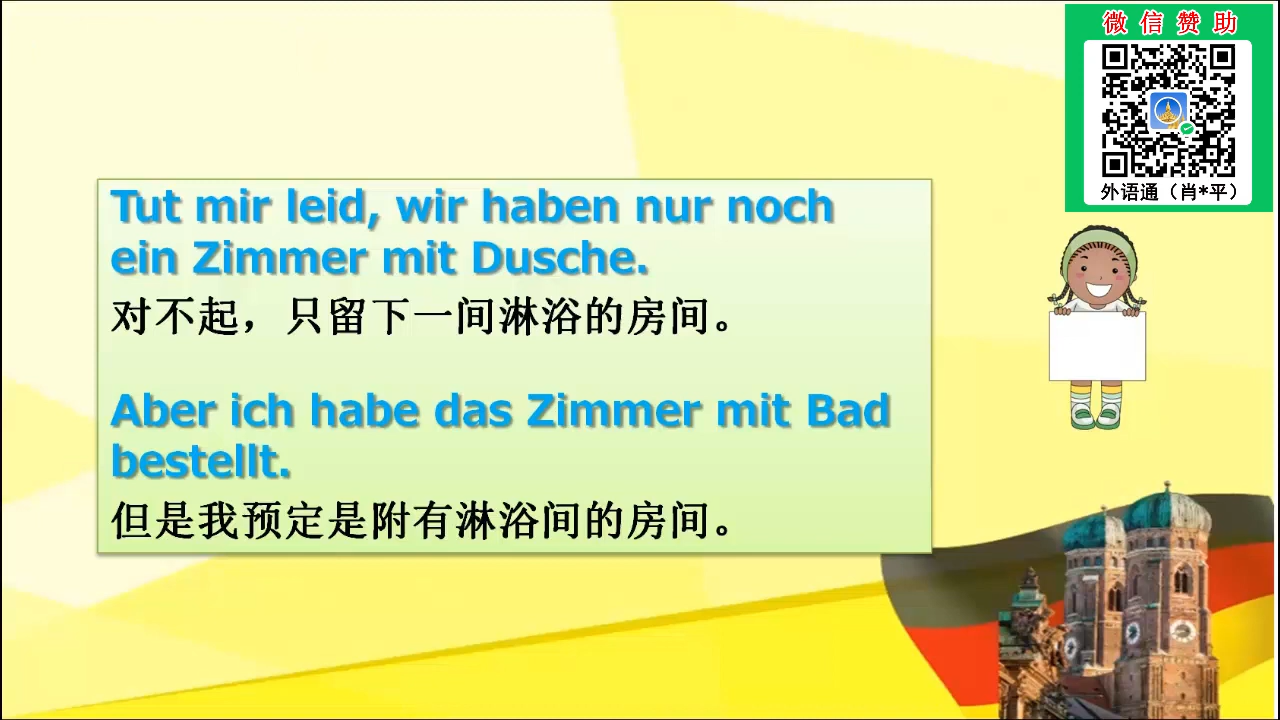 微信赞助
外语通（肖*平）
Tut mir leid, wir haben nur noch
ein Zimmer mit Dusche.
对不起，只留下一间淋浴的房间。
Aber ich habe das Zimmer mit Bad
bestellt.
但是我预定是附有淋浴间的房间。